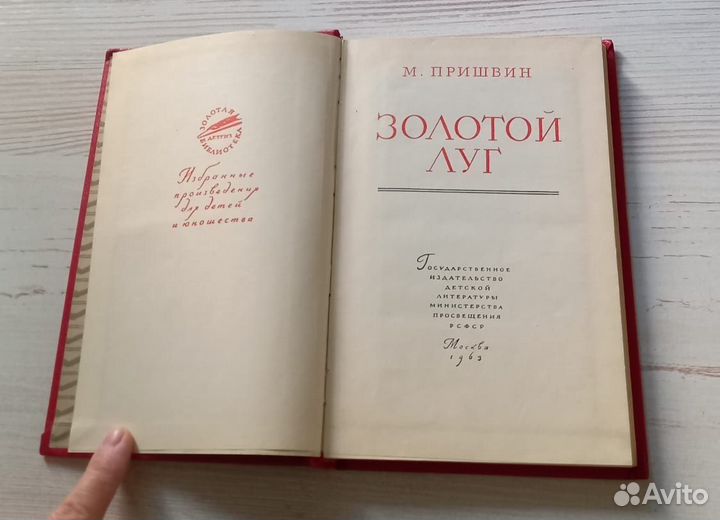 ЗОЛОТАЯ
ДЕТГИЗ
БИБЛИОТЕКА
Избранные
произведения
для детей
и юношества
М. ПРИШВИН
ЗОЛОТОЙ
ЛУГ
Государственное
издательство
детской
литературы
министерства
просвещения
РСФСР
Москва
1963
Avito